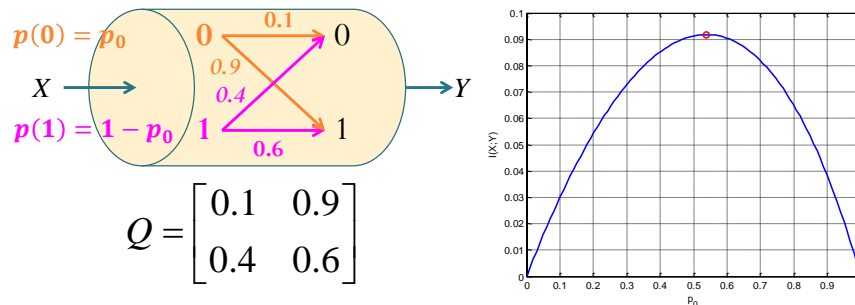 p(0) = p₀
0
0.1
0
0.9
X
0.4
Y
p(1) = 1 − p₀
1
0.6
1
Q = [0.1 0.9
0.4 0.6]
0.1
0.09
0.08
0.07
0.06
0.05
0.04
0.03
0.02
0.01
0
I(X;Y)
0 0.1 0.2 0.3 0.4 0.5 0.6 0.7 0.8 0.9
p₀